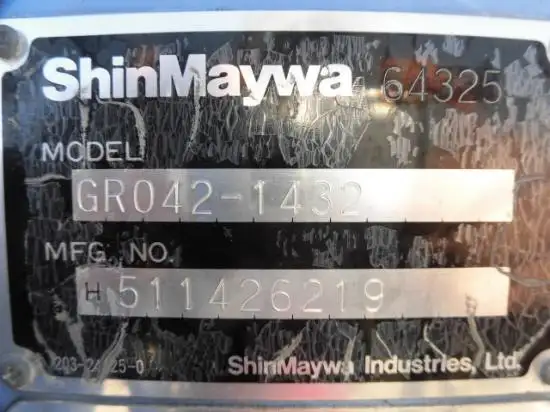 ShinMaywa 64325
MODEL
GR042-1432
MFG. NO.
H 511426219
ShinMaywa Industries, Ltd.